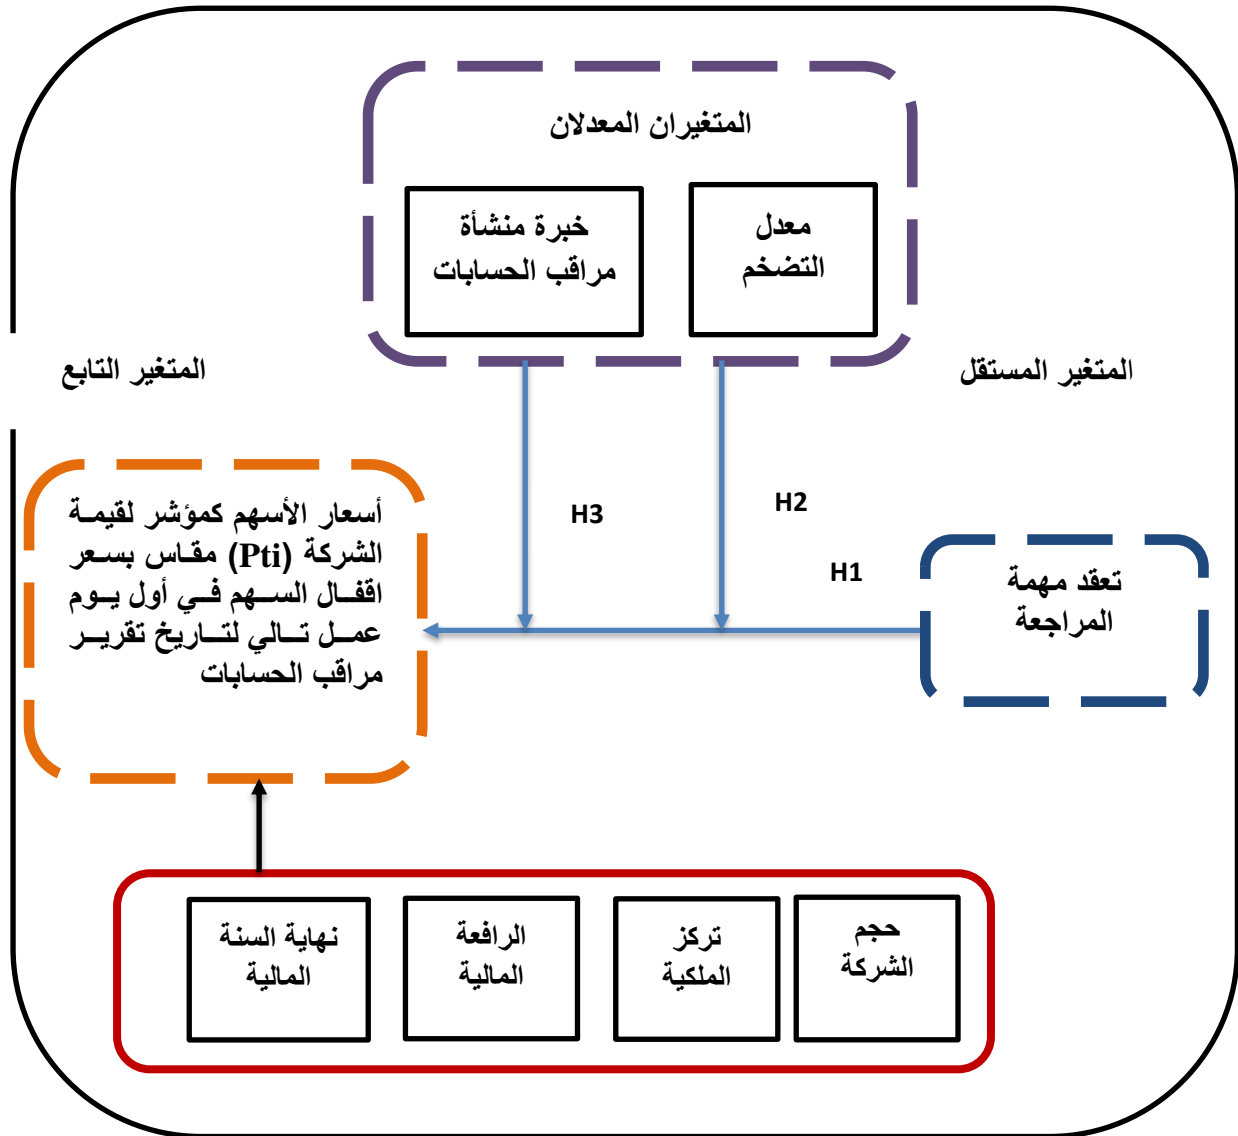 المتغيران المعدلان
معدل
التضخم
خبرة منشأة
مراقب الحسابات
المتغير المستقل
المتغير التابع
H2
H3
H1
تعقد مهمة
المراجعة
أسعار الأسهم كمؤشر لقيمة
الشركة (Pti) مقاس بسعر
اقفال السهم في أول يوم
عمل تالي لتاريخ تقرير
مراقب الحسابات
حجم
الشركة
تركز
الملكية
الرافعة
المالية
نهاية السنة
المالية